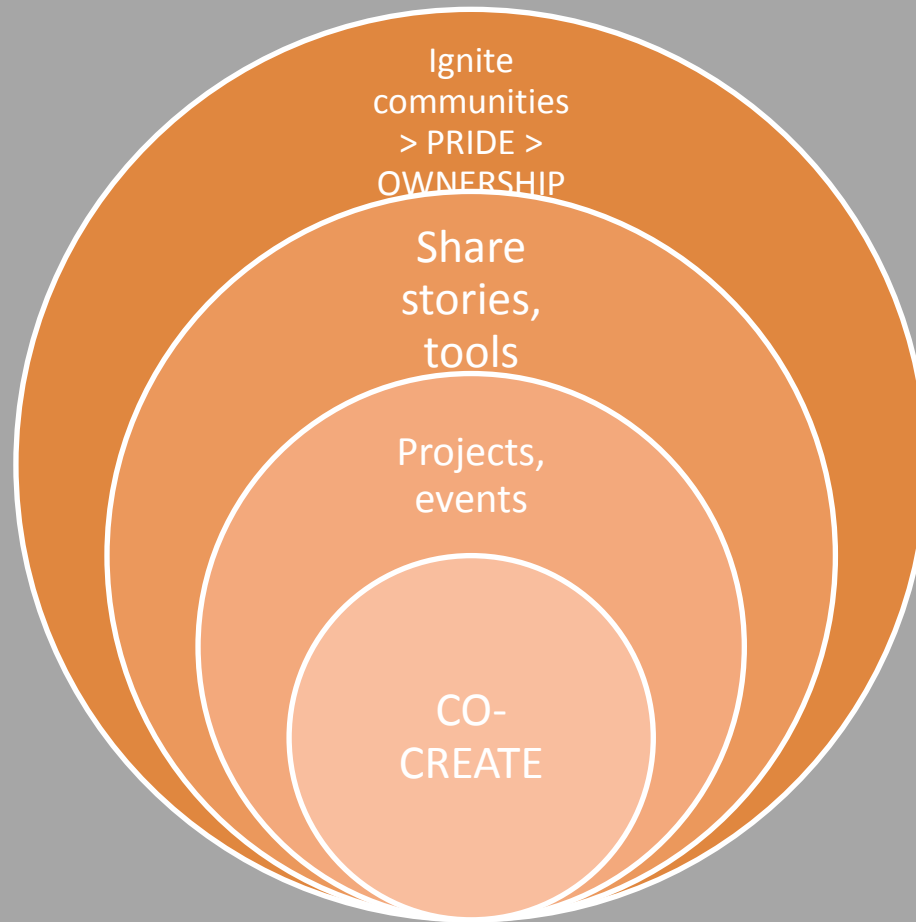 Ignite
communities
> PRIDE >
OWNERSHIP
Share
stories,
tools
Projects,
events
CO-
CREATE